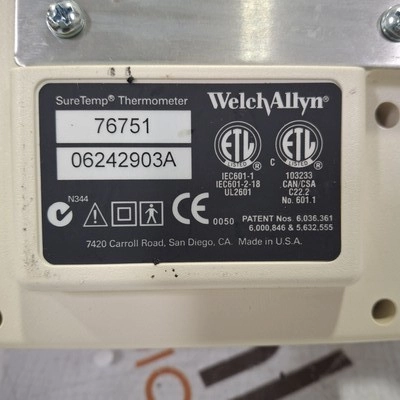 SureTemp® Thermometer
WelchAllyn®
76751
06242903A
ETL
LISTED
C
ETL
LISTED
IEC601-1
IEC601-2-18
UL2601
103233
CAN/CSA
C22.2
No. 601.1
N344
CE 0050
PATENT Nos 6,036,361
6,000,846 & 5,632,555
7420 Carroll Road, San Diego, CA. Made in U.S.A.